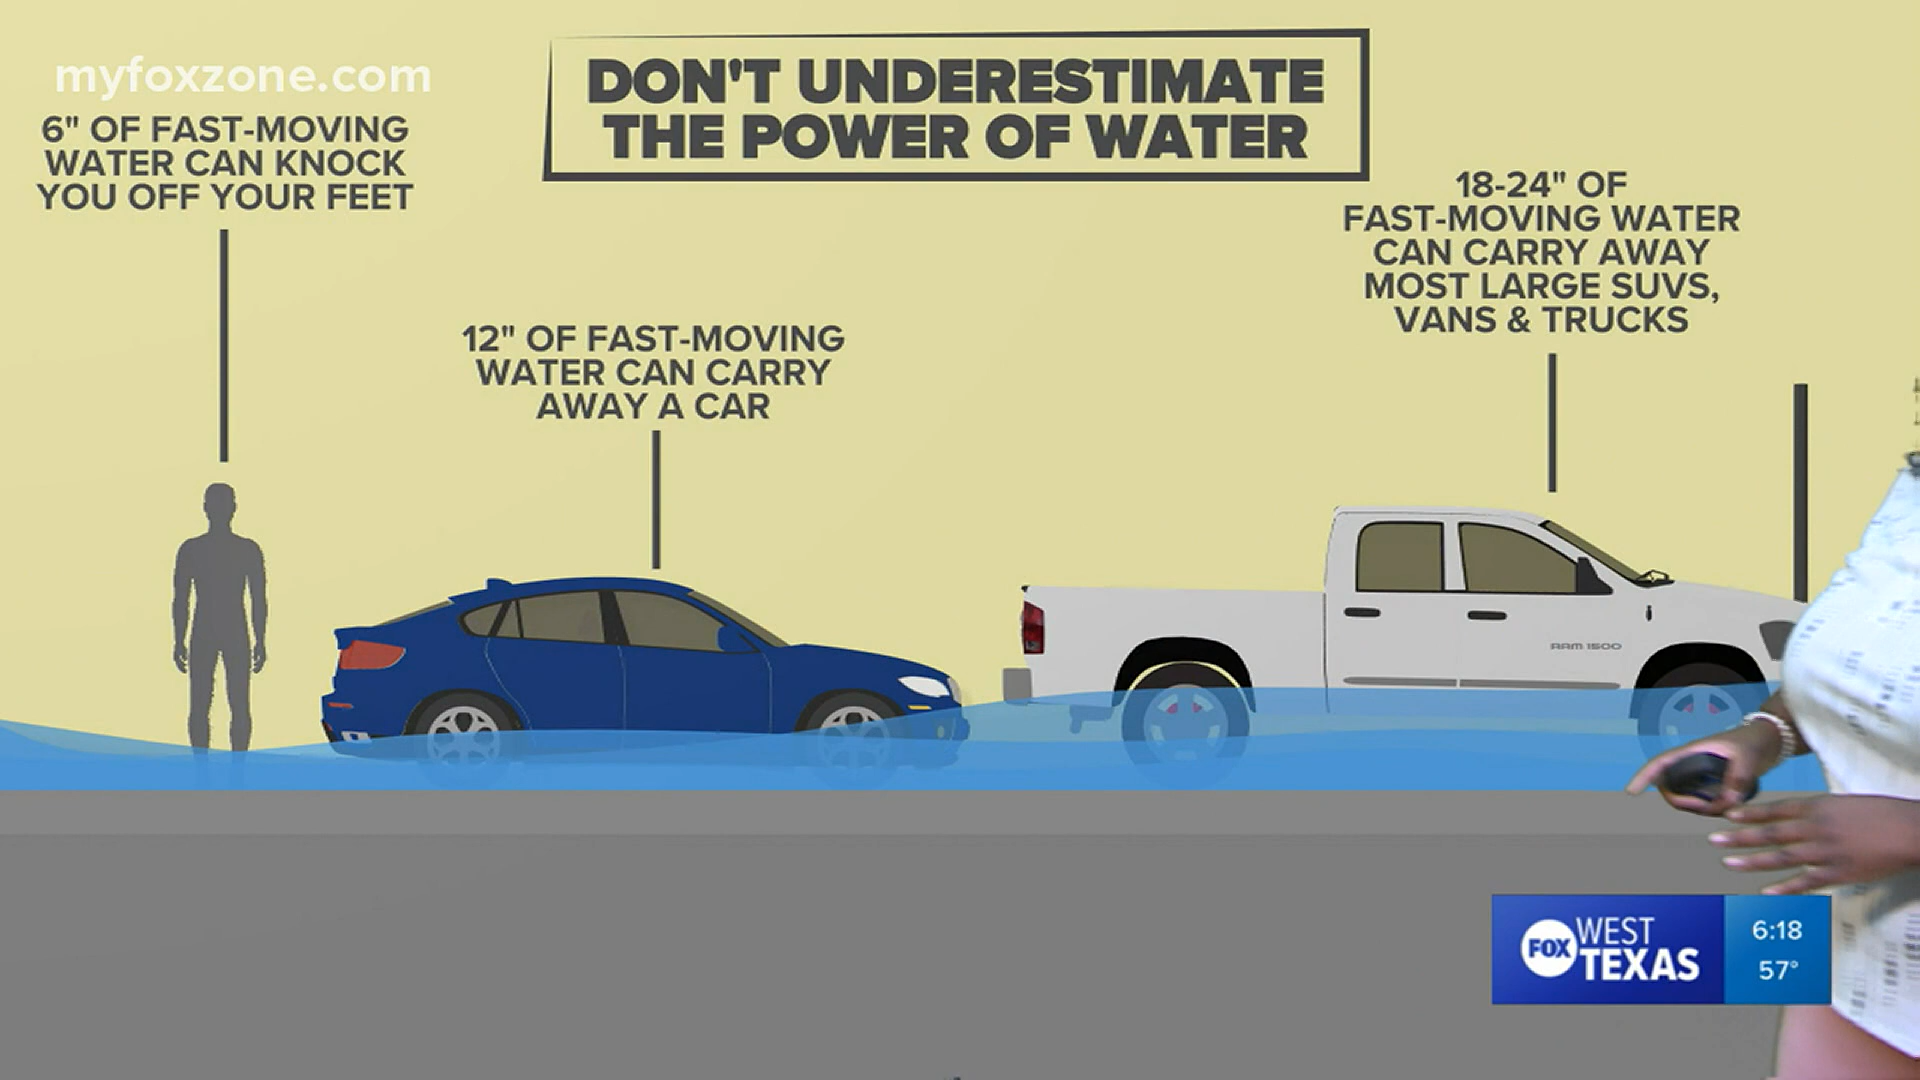 myfoxzone.com
DON'T UNDERESTIMATE
THE POWER OF WATER
6" OF FAST-MOVING
WATER CAN KNOCK
YOU OFF YOUR FEET
12" OF FAST-MOVING
WATER CAN CARRY
AWAY A CAR
18-24" OF
FAST-MOVING WATER
CAN CARRY AWAY
MOST LARGE SUVS,
VANS & TRUCKS
RAM 1500
FOX WEST
TEXAS
6:18
57°